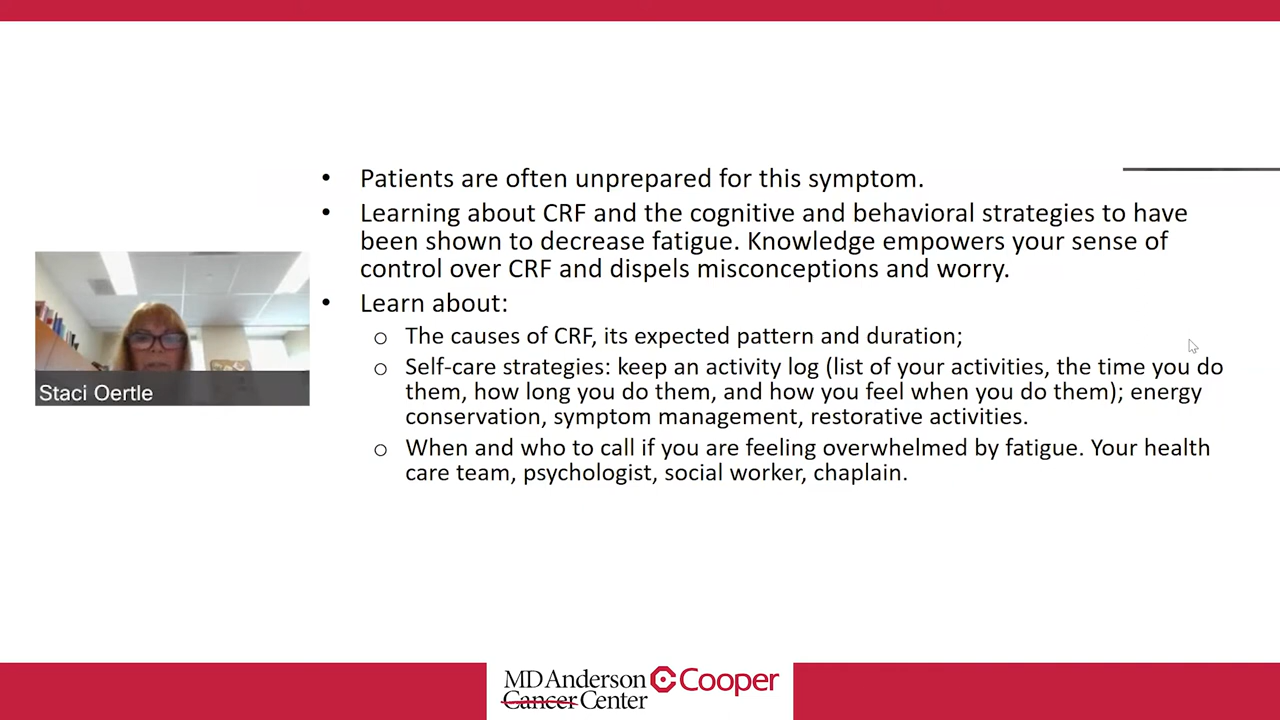 Patients are often unprepared for this symptom.
Learning about CRF and the cognitive and behavioral strategies to have
been shown to decrease fatigue. Knowledge empowers your sense of
control over CRF and dispels misconceptions and worry.
Learn about:
The causes of CRF, its expected pattern and duration;
Self-care strategies: keep an activity log (list of your activities, the time you do
them, how long you do them, and how you feel when you do them); energy
conservation, symptom management, restorative activities.
When and who to call if you are feeling overwhelmed by fatigue. Your health
care team, psychologist, social worker, chaplain.
Staci Oertle
MD Anderson
Cancer Center
Cooper